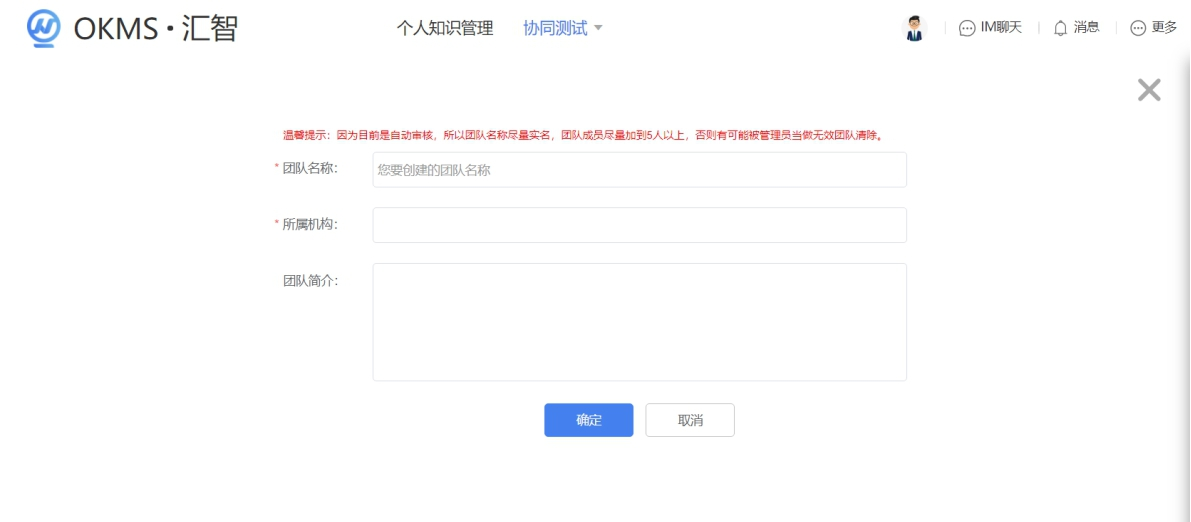 OKMS·汇智 个人知识管理 协同测试 IM聊天 消息 更多
温馨提示：因为目前是自动审核，所以团队名称尽量实名，团队成员尽量加到5人以上，否则有可能被管理员当做无效团队清除。
* 团队名称： 您要创建的团队名称
* 所属机构：
团队简介：
确定 取消